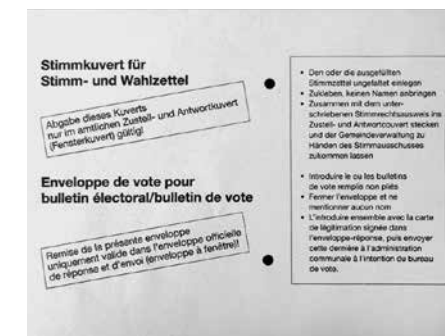 Stimmkuvert für
Stimm- und Wahlzettel
Abgabe dieses Kuverts
nur im amtlichen Zustell- und Antwortkuvert
(Fensterkuvert) gültig!
Enveloppe de vote pour
bulletin électoral/bulletin de vote
Remise de la présente enveloppe
uniquement valide dans l'enveloppe officielle
de réponse et d'envoi (enveloppe à fenêtre)!
• Den oder die ausgefüllten
Stimmzettel ungefaltet einlegen
• Zukleben, keinen Namen anbringen
• Zusammen mit dem unter-
schriebenen Stimmrechtsausweis ins
Zustell- und Antwortcouvert stecken
und der Gemeindeverwaltung zu
Händen des Stimmausschusses
zukommen lassen
• Introduire le ou les bulletins
de vote remplis non pliés
• Fermer l'enveloppe et ne
mentionner aucun nom
• L'introduire ensemble avec la carte
de légitimation signée dans
l'enveloppe-réponse, puis envoyer
cette dernière à l'administration
communale à l'intention du bureau
de vote.